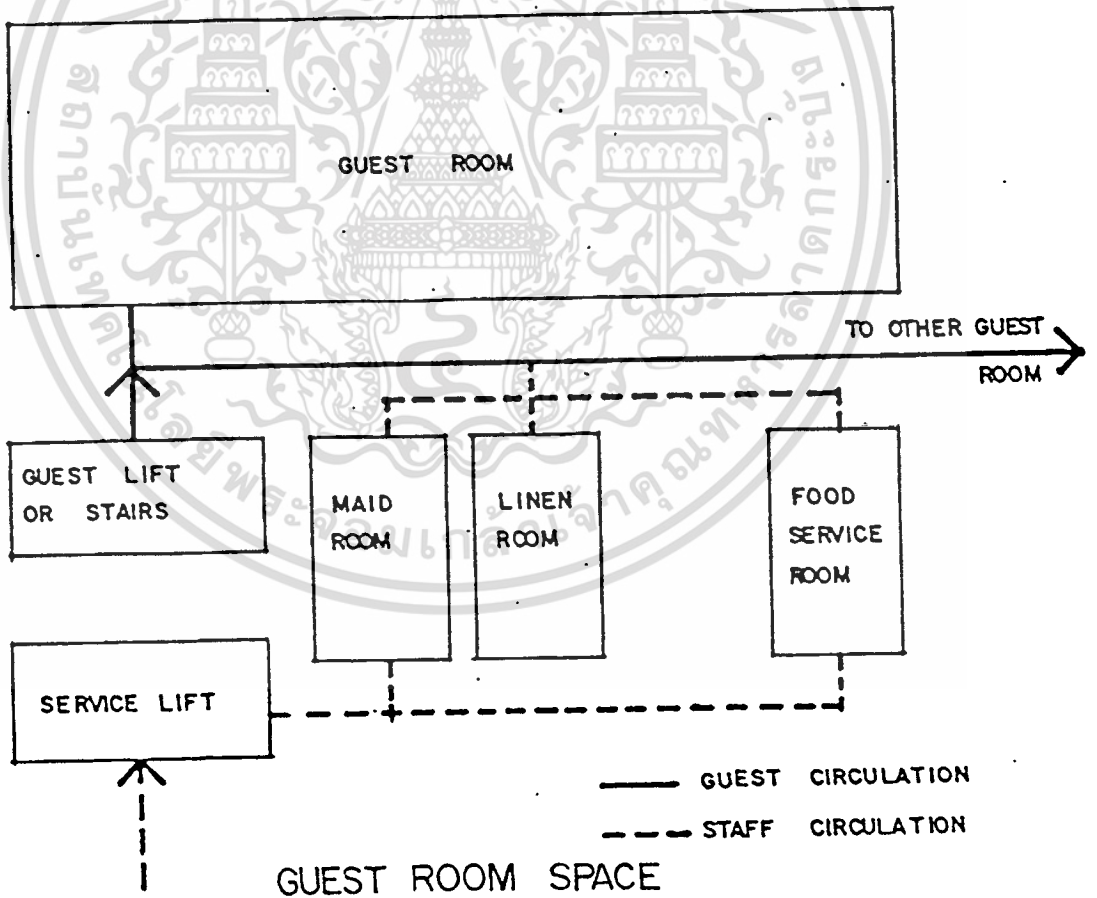 GUEST ROOM
TO OTHER GUEST
ROOM
GUEST LIFT
OR STAIRS
MAID
ROOM
LINEN
ROOM
FOOD
SERVICE
ROOM
SERVICE LIFT
GUEST CIRCULATION
STAFF CIRCULATION
GUEST ROOM SPACE